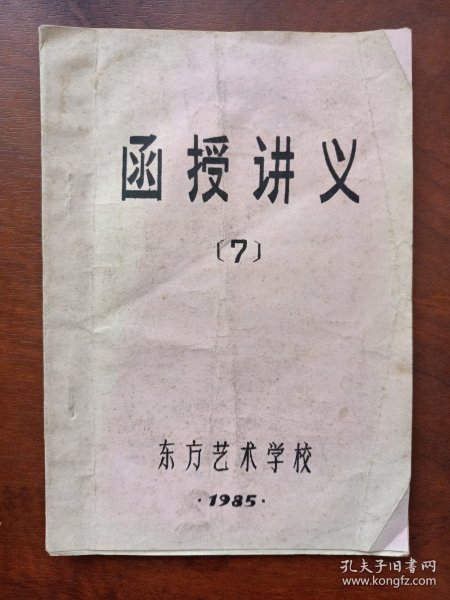 函授讲义
〔7〕
东方艺术学校
·1985·
孔夫子旧书网
www.kongfz.com